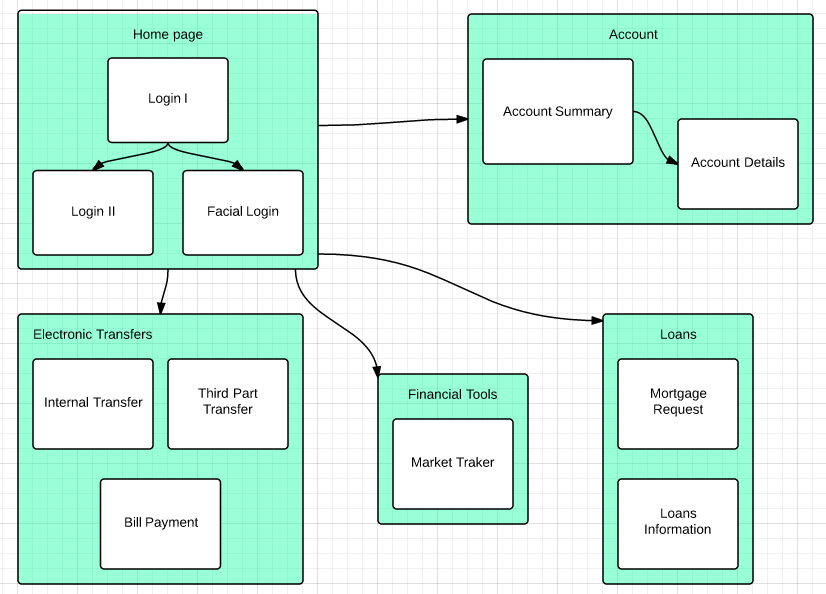 Home page
Login I
Login II
Facial Login
Account
Account Summary
Account Details
Electronic Transfers
Internal Transfer
Third Part
Transfer
Bill Payment
Financial Tools
Market Traker
Loans
Mortgage
Request
Loans
Information